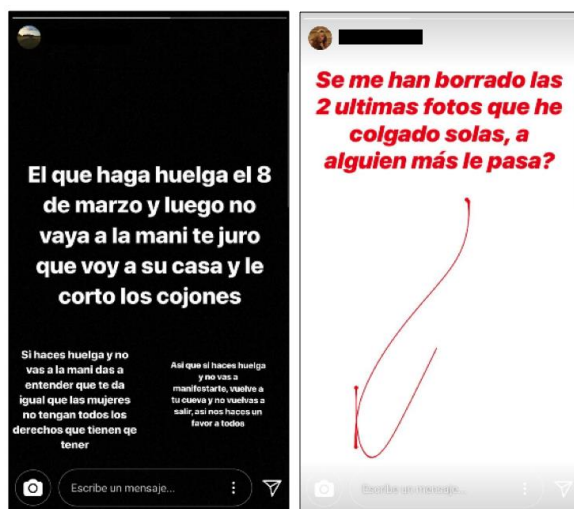 El que haga huelga el 8
de marzo y luego no
vaya a la mani te juro
que voy a su casa y le
corto los cojones
Si haces huelga y no
vas a la mani das a
entender que te da
igual que las mujeres
no tengan todos los
derechos que tienen qe
tener
Asi que si haces huelga
y no vas a
manifestarte, vuelve a
tu cueva y no vuelvas a
salir, asi nos haces un
favor a todos
Escribe un mensaje...
Se me han borrado las
2 ultimas fotos que he
colgado solas, a
alguien más le pasa?
Escribe un mensaje...